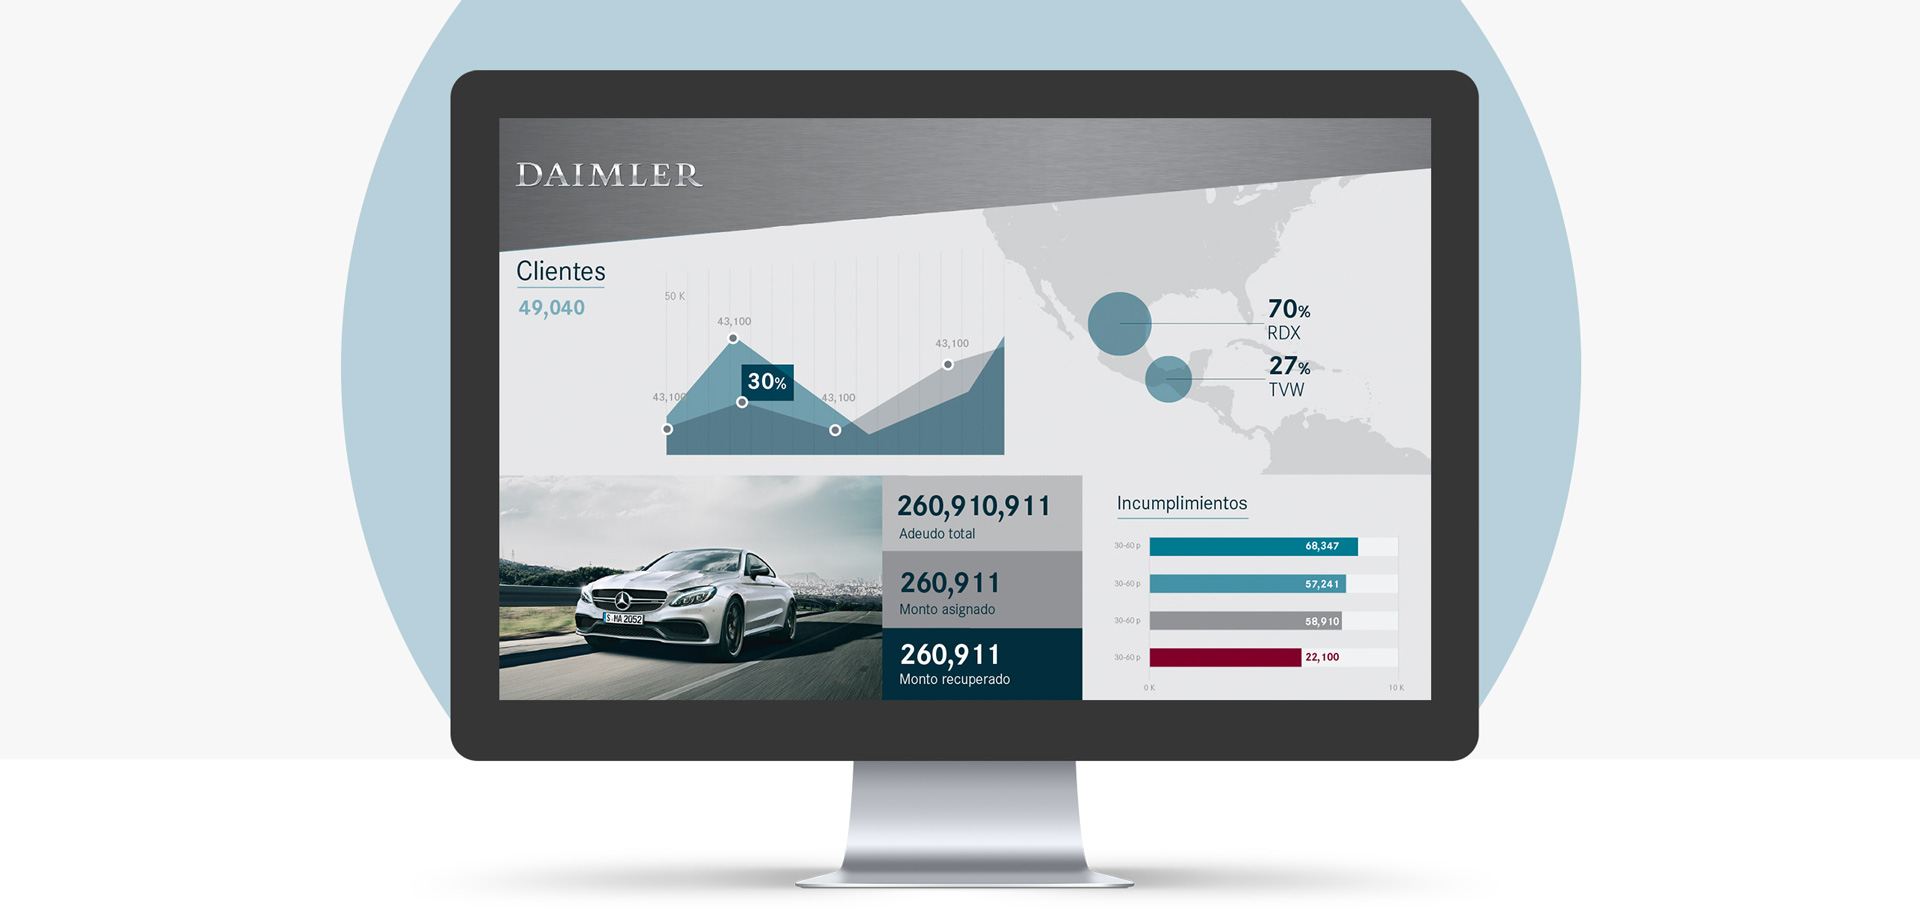 DAIMLER
Clientes
49,040
50 K
43,100
43,100
30%
43,100
43,100
70%
RDX
27%
TVW
260,910,911
Adeudo total
260,911
Monto asignado
260,911
Monto recuperado
S·MA 2052
Incumplimientos
30-60 p 68,347
30-60 p 57,241
30-60 p 58,910
30-60 p 22,100
0 K 10 K